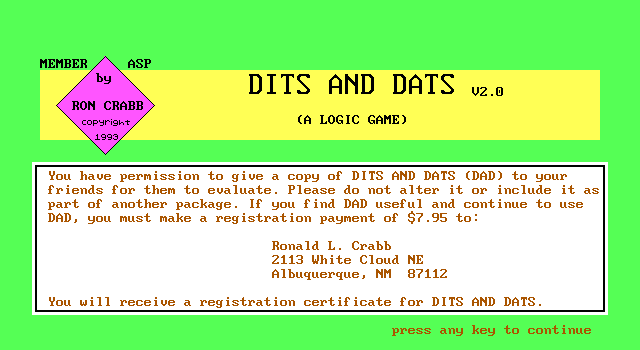 MEMBER ASP
by
RON CRABB
copyright
1993
DITS AND DATS V2.0
(A LOGIC GAME)
You have permission to give a copy of DITS AND DATS (DAD) to your
friends for them to evaluate. Please do not alter it or include it as
part of another package. If you find DAD useful and continue to use
DAD, you must make a registration payment of $7.95 to:
Ronald L. Crabb
2113 White Cloud NE
Albuquerque, NM  87112
You will receive a registration certificate for DITS AND DATS.
press any key to continue